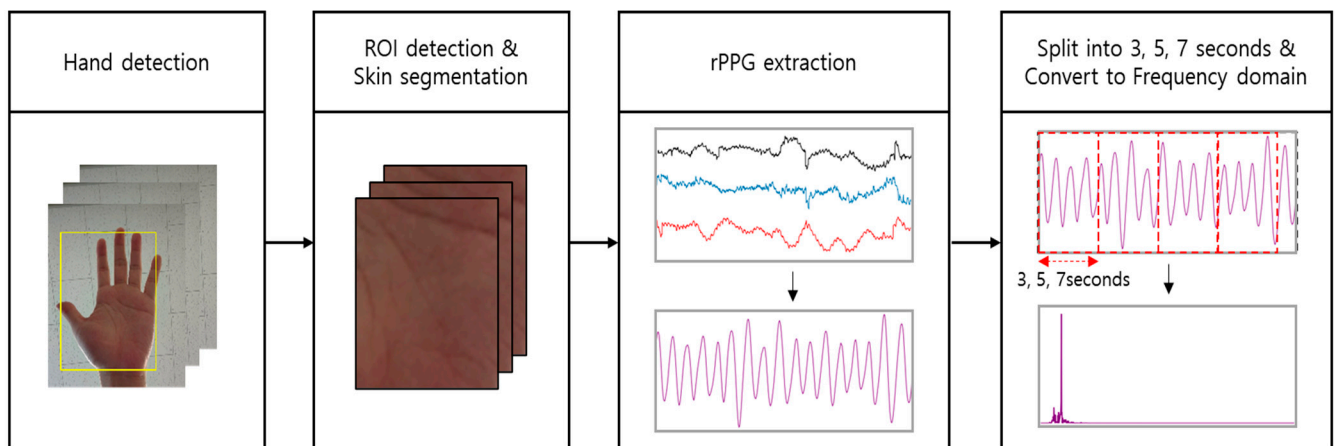 Hand detection
ROI detection &
Skin segmentation
rPPG extraction
Split into 3, 5, 7 seconds &
Convert to Frequency domain
3, 5, 7seconds